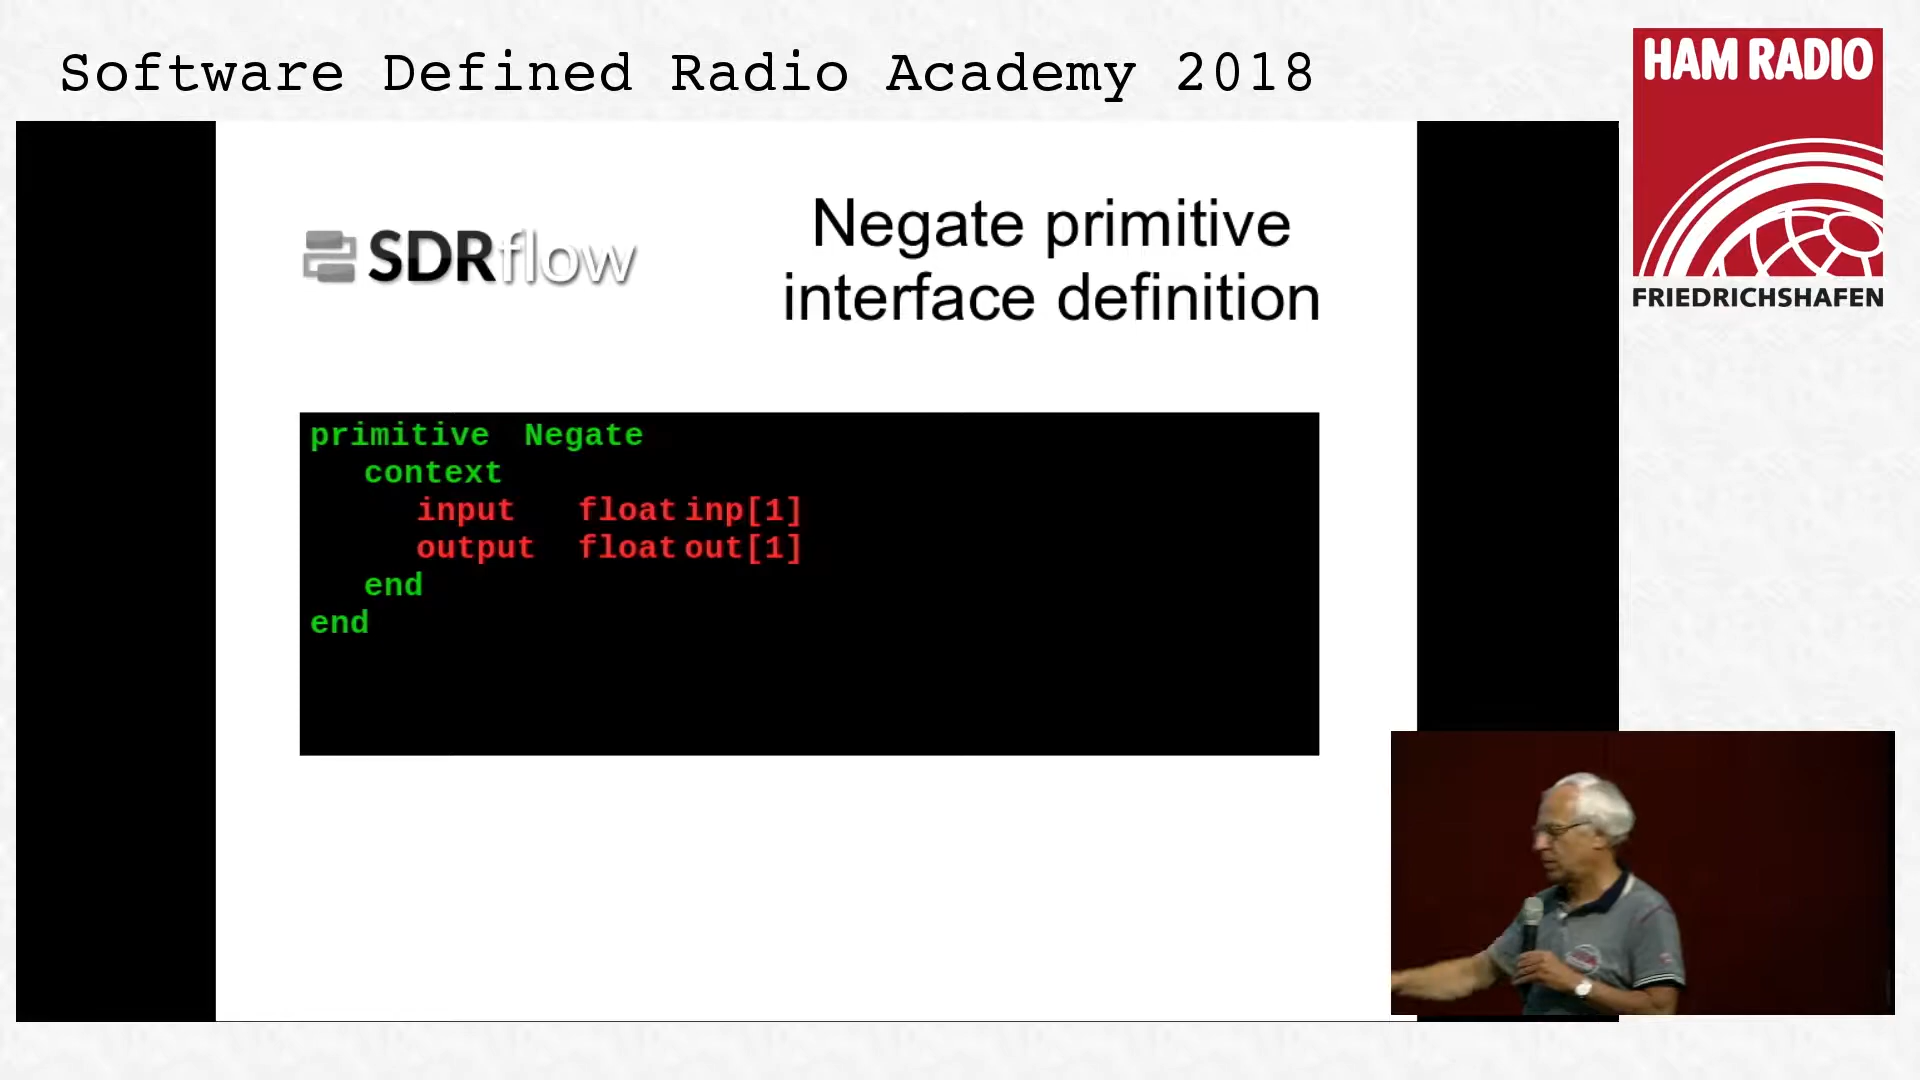 Software Defined Radio Academy 2018
HAM RADIO
FRIEDRICHSHAFEN
SDRflow
Negate primitive
interface definition
primitive Negate
context
input float inp[1]
output float out[1]
end
end